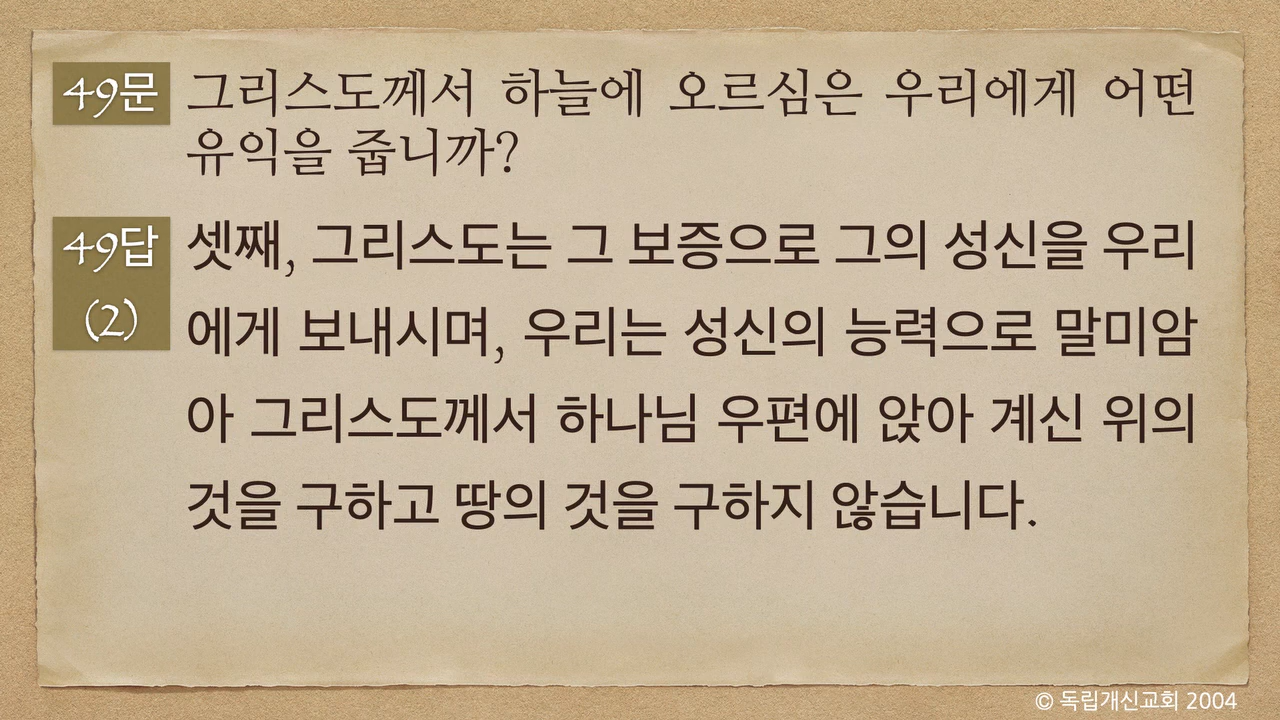 49문 그리스도께서 하늘에 오르심은 우리에게 어떤
유익을 줍니까?
49답 셋째, 그리스도는 그 보증으로 그의 성신을 우리
(2) 에게 보내시며, 우리는 성신의 능력으로 말미암
아 그리스도께서 하나님 우편에 앉아 계신 위의
것을 구하고 땅의 것을 구하지 않습니다.
© 독립개신교회 2004